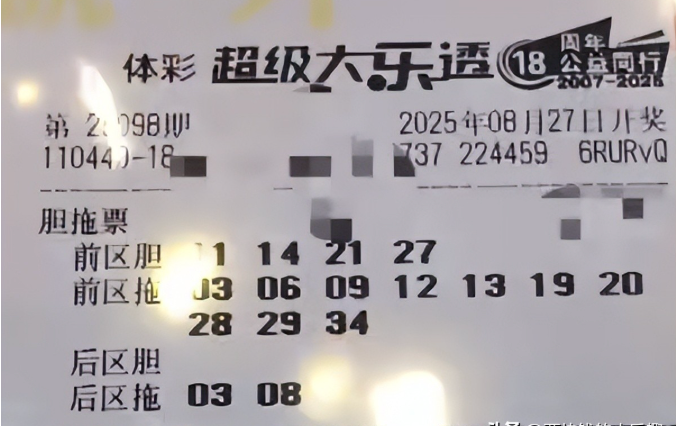 体彩 超级大乐透 18 周年 公益同行 2007-2025
第 2 098期 2025年08月27日开奖
110440-18 737 224459 6RURvQ
胆拖票
前区胆 1 14 21 27
前区拖 03 06 09 12 13 19 20
28 29 34
后区胆
后区拖 03 08